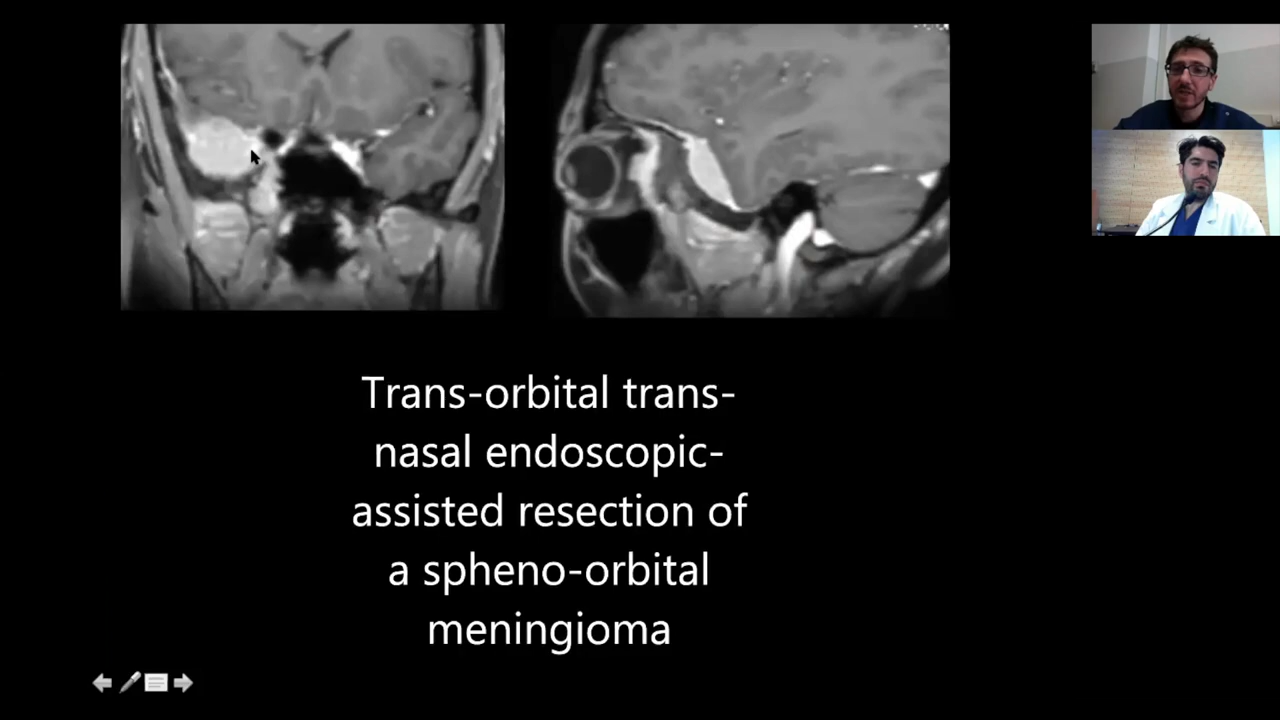 Trans-orbital trans-
nasal endoscopic-
assisted resection of
a spheno-orbital
meningioma